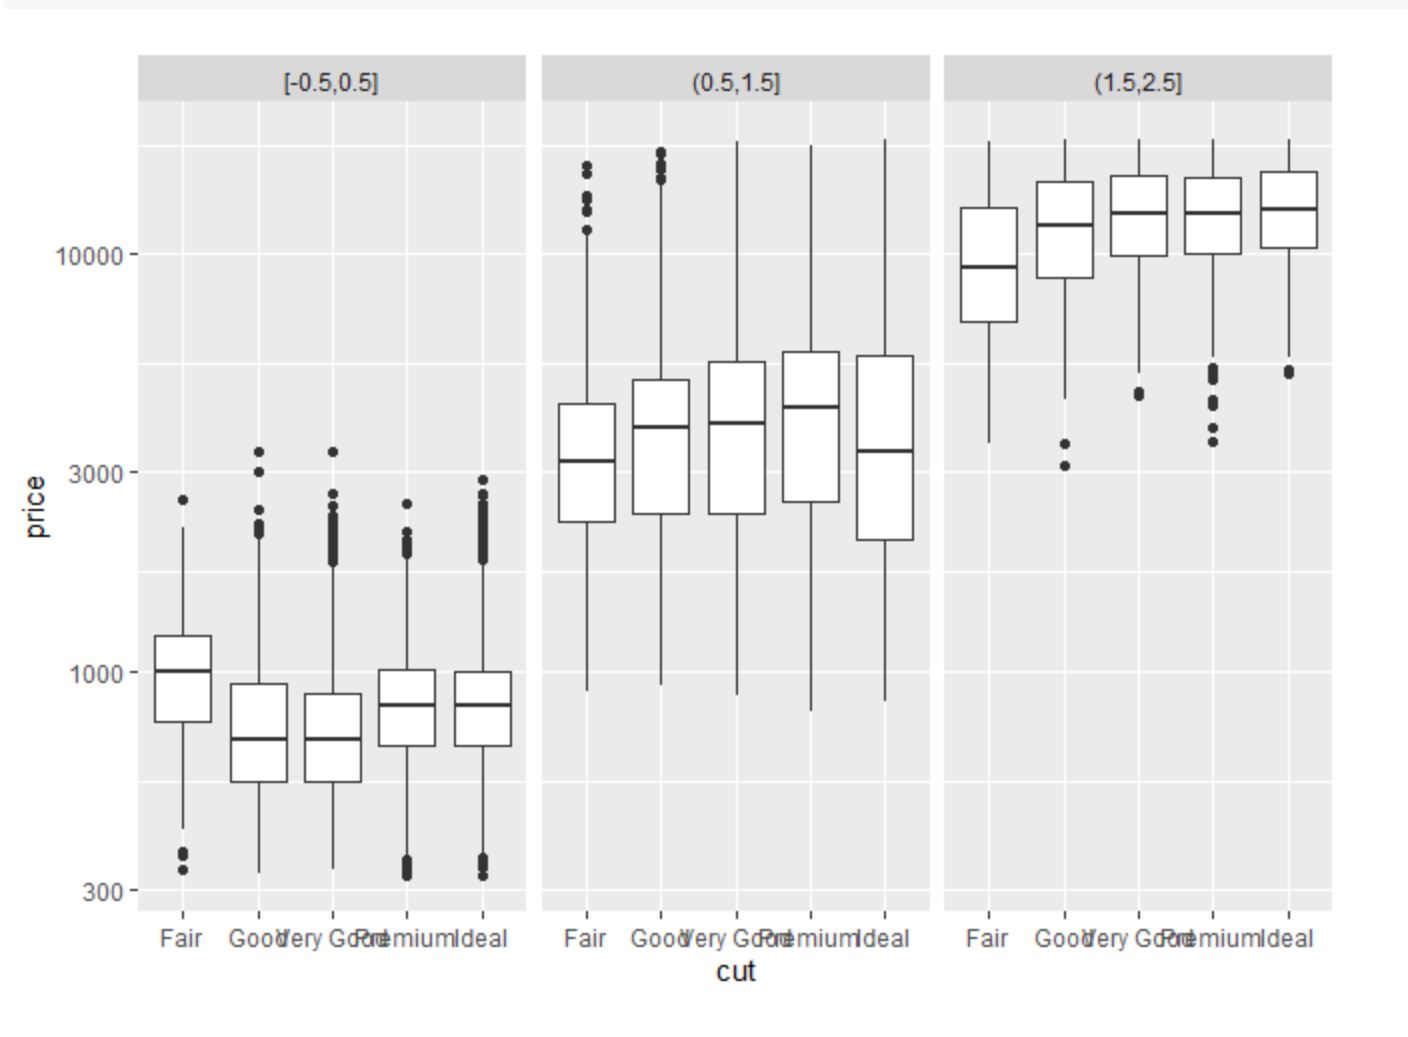 [-0.5,0.5] (0.5,1.5] (1.5,2.5]
10000
3000
1000
300
price
Fair Good Very Good Premium Ideal Fair Good Very Good Premium Ideal Fair Good Very Good Premium Ideal
cut